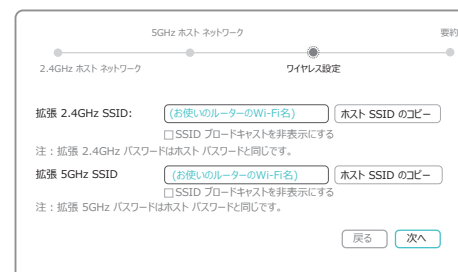 5GHz ホスト ネットワーク
要約
2.4GHz ホスト ネットワーク
ワイヤレス設定
拡張 2.4GHz SSID: (お使いのルーターのWi-Fi名) ホスト SSID のコピー
SSID ブロードキャストを非表示にする
注：拡張 2.4GHz パスワードはホスト パスワードと同じです。
拡張 5GHz SSID (お使いのルーターのWi-Fi名) ホスト SSID のコピー
SSID ブロードキャストを非表示にする
注：拡張 5GHz パスワードはホスト パスワードと同じです。
戻る 次へ